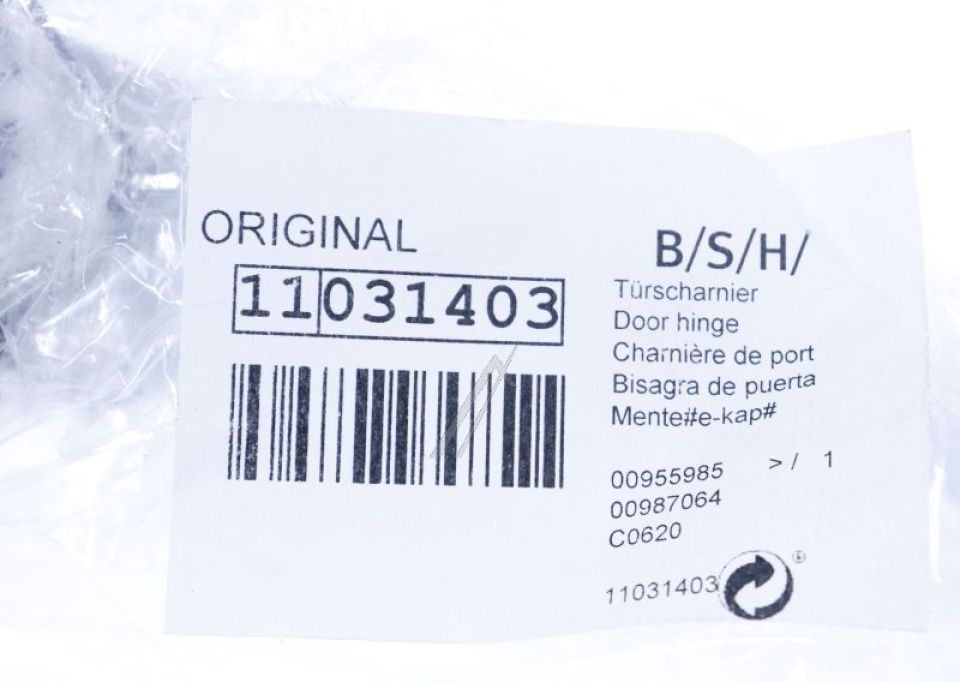 ORIGINAL
11031403
B/S/H/
Türscharnier
Door hinge
Charnière de port
Bisagra de puerta
Mente#e-kap#
00955985 >/ 1
00987064
C0620
11031403
®